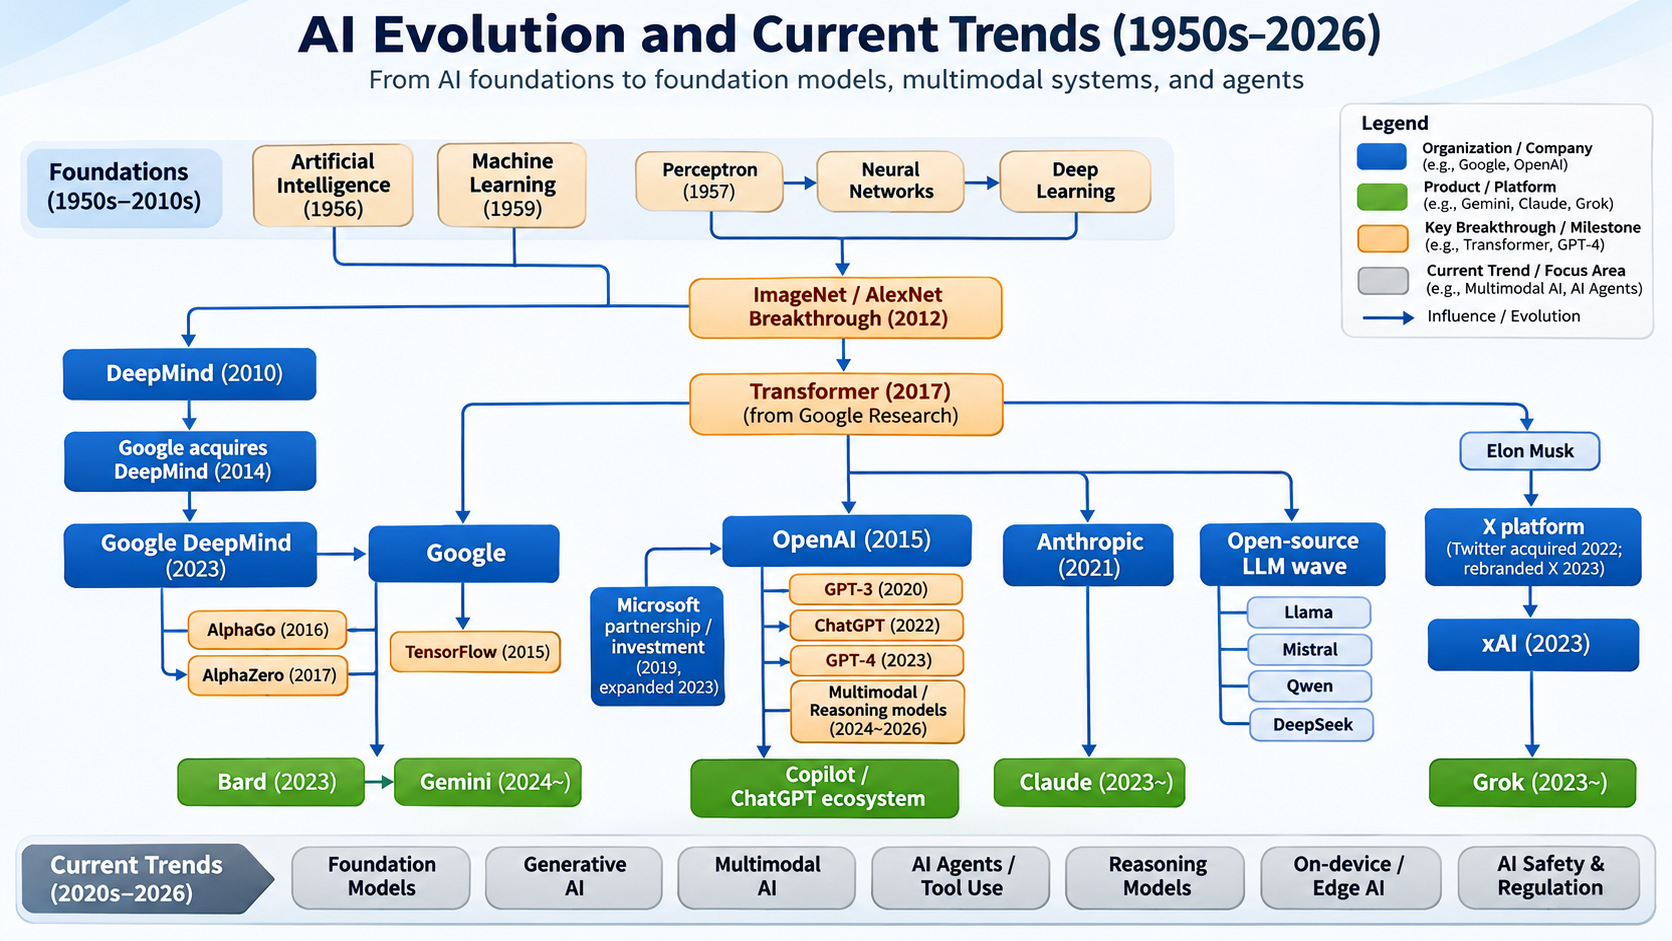 AI Evolution and Current Trends (1950s–2026)
From AI foundations to foundation models, multimodal systems, and agents
Legend
Organization / Company
(e.g., Google, OpenAI)
Product / Platform
(e.g., Gemini, Claude, Grok)
Key Breakthrough / Milestone
(e.g., Transformer, GPT-4)
Current Trend / Focus Area
(e.g., Multimodal AI, AI Agents)
Influence / Evolution
Foundations
(1950s–2010s)
Artificial
Intelligence
(1956)
Machine
Learning
(1959)
Perceptron
(1957)
Neural
Networks
Deep
Learning
ImageNet / AlexNet
Breakthrough (2012)
DeepMind (2010)
Transformer (2017)
(from Google Research)
Google acquires
DeepMind (2014)
Elon Musk
Google DeepMind
(2023)
Google
OpenAI (2015)
Anthropic
(2021)
Open-source
LLM wave
X platform
(Twitter acquired 2022;
rebranded X 2023)
AlphaGo (2016)
AlphaZero (2017)
TensorFlow (2015)
Microsoft
partnership /
investment
(2019,
expanded 2023)
GPT-3 (2020)
ChatGPT (2022)
GPT-4 (2023)
Multimodal /
Reasoning models
(2024~2026)
Llama
Mistral
Qwen
DeepSeek
xAI (2023)
Bard (2023)
Gemini (2024~)
Copilot /
ChatGPT ecosystem
Claude (2023~)
Grok (2023~)
Current Trends
(2020s–2026)
Foundation
Models
Generative
AI
Multimodal
AI
AI Agents /
Tool Use
Reasoning
Models
On-device /
Edge AI
AI Safety &
Regulation